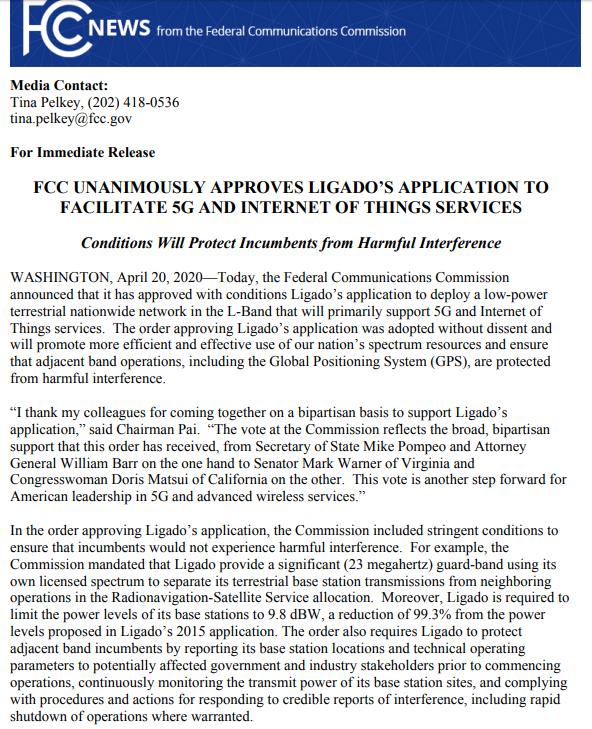 FCC NEWS from the Federal Communications Commission
Media Contact:
Tina Pelkey, (202) 418-0536
tina.pelkey@fcc.gov
For Immediate Release
FCC UNANIMOUSLY APPROVES LIGADO’S APPLICATION TO
FACILITATE 5G AND INTERNET OF THINGS SERVICES
Conditions Will Protect Incumbents from Harmful Interference
WASHINGTON, April 20, 2020—Today, the Federal Communications Commission
announced that it has approved with conditions Ligado’s application to deploy a low-power
terrestrial nationwide network in the L-Band that will primarily support 5G and Internet of
Things services.  The order approving Ligado’s application was adopted without dissent and
will promote more efficient and effective use of our nation’s spectrum resources and ensure
that adjacent band operations, including the Global Positioning System (GPS), are protected
from harmful interference.
“I thank my colleagues for coming together on a bipartisan basis to support Ligado’s
application,” said Chairman Pai.  “The vote at the Commission reflects the broad, bipartisan
support that this order has received, from Secretary of State Mike Pompeo and Attorney
General William Barr on the one hand to Senator Mark Warner of Virginia and
Congresswoman Doris Matsui of California on the other.  This vote is another step forward for
American leadership in 5G and advanced wireless services.”
In the order approving Ligado’s application, the Commission included stringent conditions to
ensure that incumbents would not experience harmful interference.  For example, the
Commission mandated that Ligado provide a significant (23 megahertz) guard-band using its
own licensed spectrum to separate its terrestrial base station transmissions from neighboring
operations in the Radionavigation-Satellite Service allocation.  Moreover, Ligado is required to
limit the power levels of its base stations to 9.8 dBW, a reduction of 99.3% from the power
levels proposed in Ligado’s 2015 application. The order also requires Ligado to protect
adjacent band incumbents by reporting its base station locations and technical operating
parameters to potentially affected government and industry stakeholders prior to commencing
operations, continuously monitoring the transmit power of its base station sites, and complying
with procedures and actions for responding to credible reports of interference, including rapid
shutdown of operations where warranted.